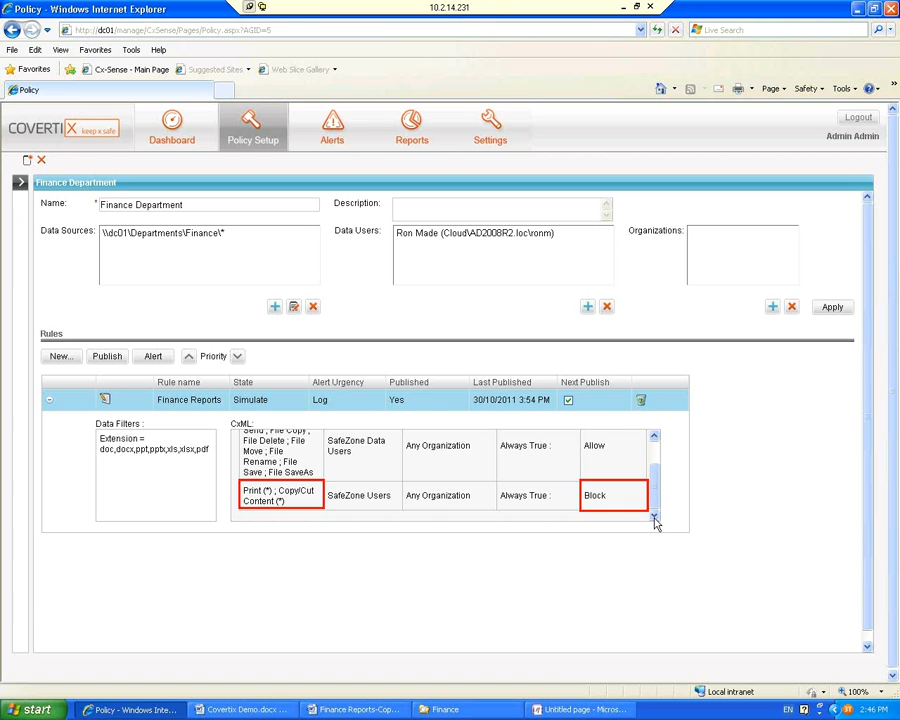 Policy - Windows Internet Explorer
10.2.14.231
http://dc01/manage/CxSense/Pages/Policy.aspx?AGID=5
Live Search
File Edit View Favorites Tools Help
Favorites Cx-Sense - Main Page Suggested Sites Web Slice Gallery
Policy
Page Safety Tools
COVERTIX keep x safe
Dashboard Policy Setup Alerts Reports Settings
Logout
Admin Admin
Finance Department
Name: * Finance Department Description:
Data Sources: \\dc01\Departments\Finance\* Data Users: Ron Made (Cloud\AD2008R2.loc\ronm) Organizations:
Apply
Rules
New... Publish Alert Priority
Rule name State Alert Urgency Published Last Published Next Publish
Finance Reports Simulate Log Yes 30/10/2011 3:54 PM
Data Filters : CxML:
Extension =
doc,docx,ppt,pptx,xls,xlsx,pdf
Send ; File Copy ;
; File Delete ; File
Move ; File
Rename ; File
Save ; File SaveAs
SafeZone Data
Users
Any Organization
Always True :
Allow
Print (*) ; Copy/Cut
Content (*)
SafeZone Users
Any Organization
Always True :
Block
Local intranet
100%
start Policy - Windows Inte... Covertix Demo.docx ... Finance Reports-Cop... Finance Untitled page - Micros...
EN 2:46 PM